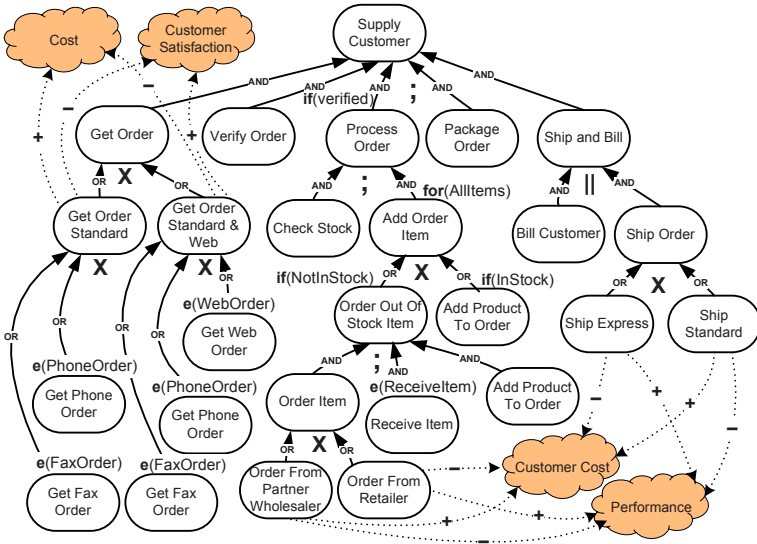 Cost
Customer
Satisfaction
Supply
Customer
AND
AND
AND
AND
AND
if(verified)
;
+
−
−
+
Get Order
Verify Order
Process
Order
Package
Order
Ship and Bill
X
OR
OR
AND
;
AND
for(AllItems)
AND
||
AND
Get Order
Standard
Get Order
Standard &
Web
Check Stock
Add Order
Item
Bill Customer
Ship Order
X
X
if(NotInStock)
OR
X
OR
if(InStock)
OR
X
OR
OR
OR
OR
OR
OR
e(WebOrder)
Get Web
Order
Order Out Of
Stock Item
Add Product
To Order
Ship Express
Ship
Standard
e(PhoneOrder)
Get Phone
Order
e(PhoneOrder)
Get Phone
Order
AND
;
AND
AND
e(ReceiveItem)
Order Item
Receive Item
Add Product
To Order
−
+
+
−
OR
X
OR
e(FaxOrder)
Get Fax
Order
e(FaxOrder)
Get Fax
Order
Order From
Partner
Wholesaler
Order From
Retailer
−
Customer Cost
+
+
−
Performance